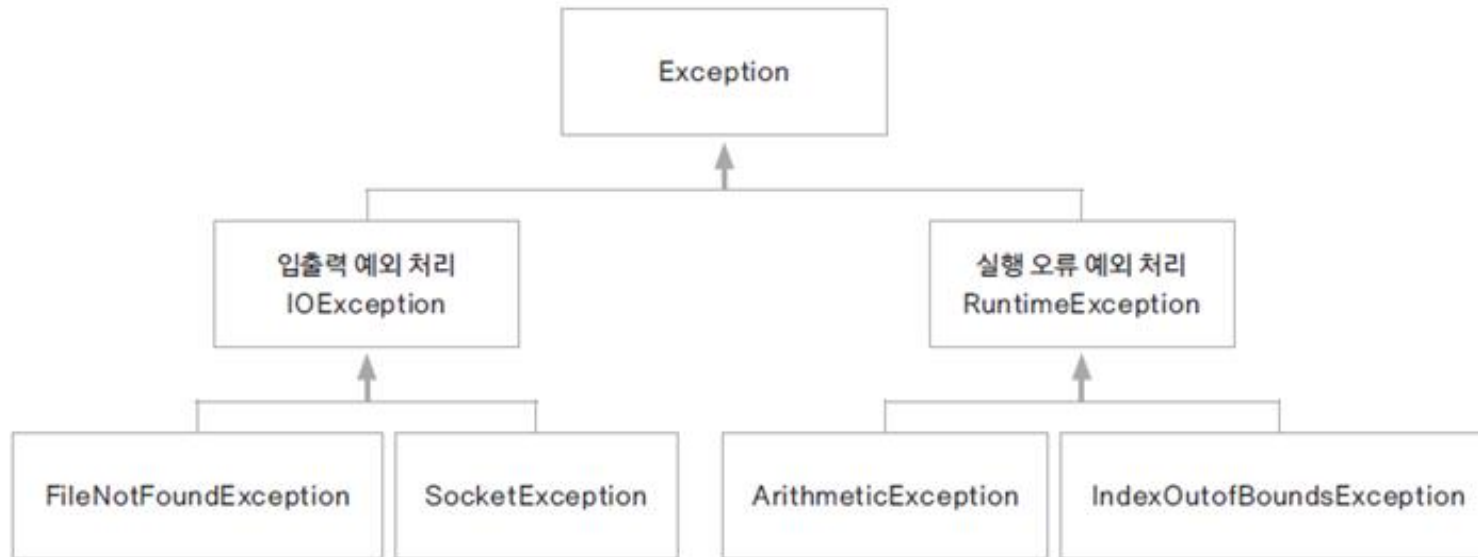 Exception
입출력 예외 처리
IOException
실행 오류 예외 처리
RuntimeException
FileNotFoundException
SocketException
ArithmeticException
IndexOutofBoundsException